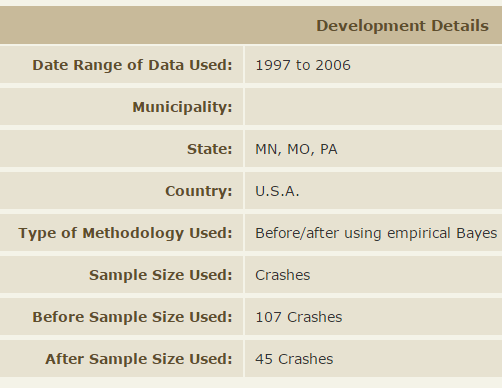 Development Details
Date Range of Data Used: 1997 to 2006
Municipality:
State: MN, MO, PA
Country: U.S.A.
Type of Methodology Used: Before/after using empirical Bayes
Sample Size Used: Crashes
Before Sample Size Used: 107 Crashes
After Sample Size Used: 45 Crashes